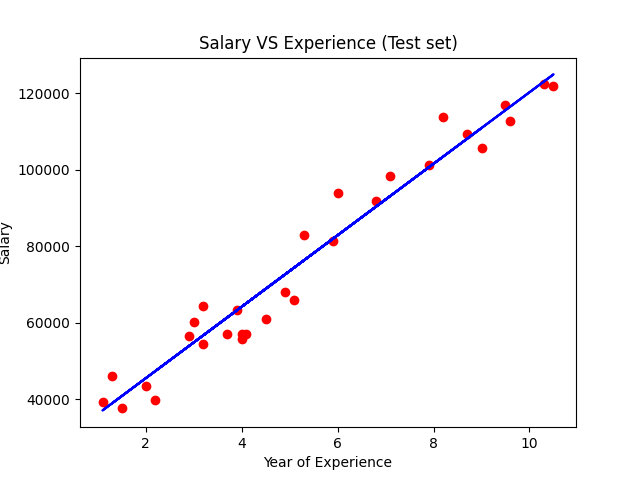 Salary VS Experience (Test set)
120000
100000
80000
60000
40000
Salary
2 4 6 8 10
Year of Experience